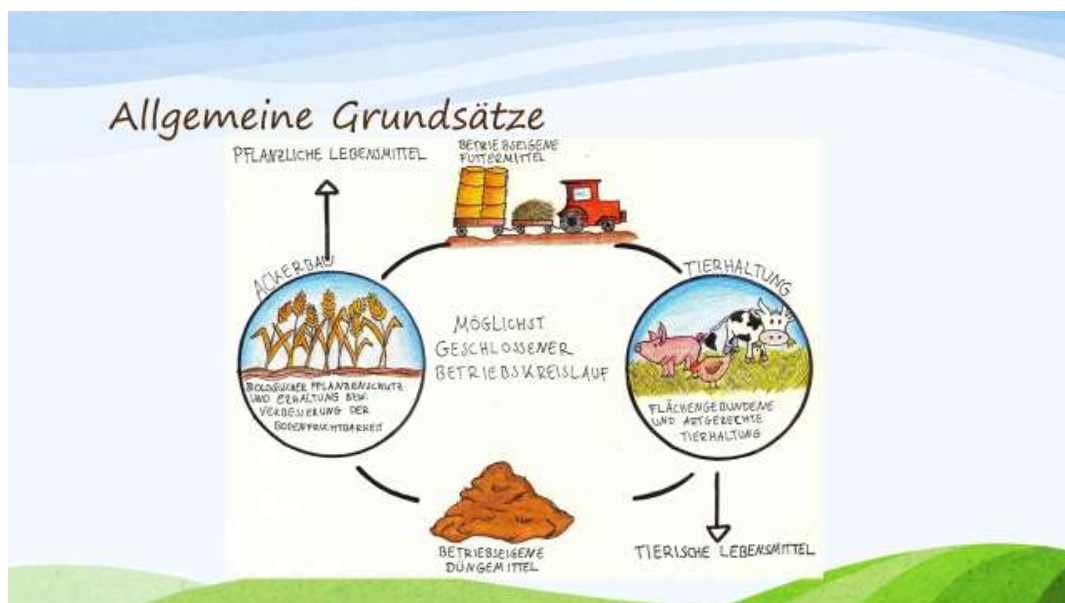 Allgemeine Grundsätze
PFLANZLICHE LEBENSMITTEL
BETRIEBSEIGENE
FUTTERMITTEL
ACKERBAU
TIERHALTUNG
MÖGLICHST
GESCHLOSSENER
BETRIEBSKREISLAUF
BIOLOGISCHER PFLANZENSCHUTZ
UND ERHALTUNG BZW.
VERBESSERUNG DER
BODENFRUCHTBARKEIT
FLÄCHENGEBUNDENE
UND ARTGERECHTE
TIERHALTUNG
BETRIEBSEIGENE
DÜNGEMITTEL
TIERISCHE LEBENSMITTEL